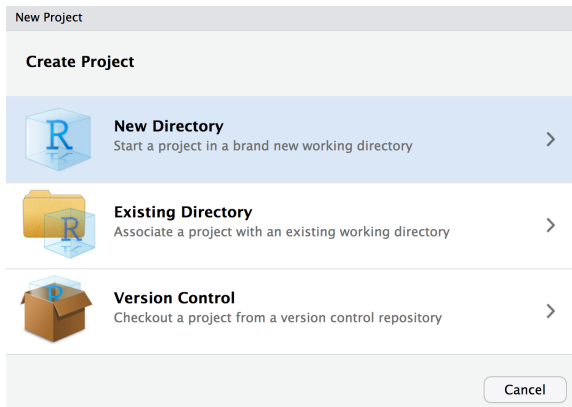 New Project
Create Project
R
New Directory
Start a project in a brand new working directory
R
Existing Directory
Associate a project with an existing working directory
R
Version Control
Checkout a project from a version control repository
Cancel